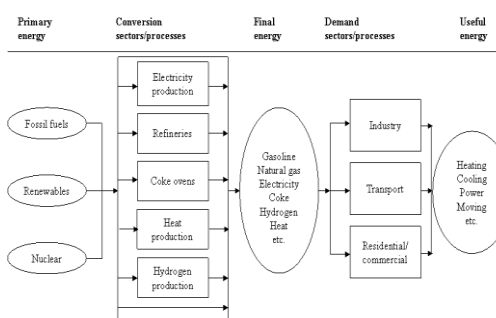 Primary
energy
Conversion
sectors/processes
Final
energy
Demand
sectors/processes
Useful
energy
Fossil fuels
Renewables
Nuclear
Electricity
production
Refineries
Coke ovens
Heat
production
Hydrogen
production
Gasoline
Natural gas
Electricity
Coke
Hydrogen
Heat
etc.
Industry
Transport
Residential/
commercial
Heating
Cooling
Power
Moving
etc.